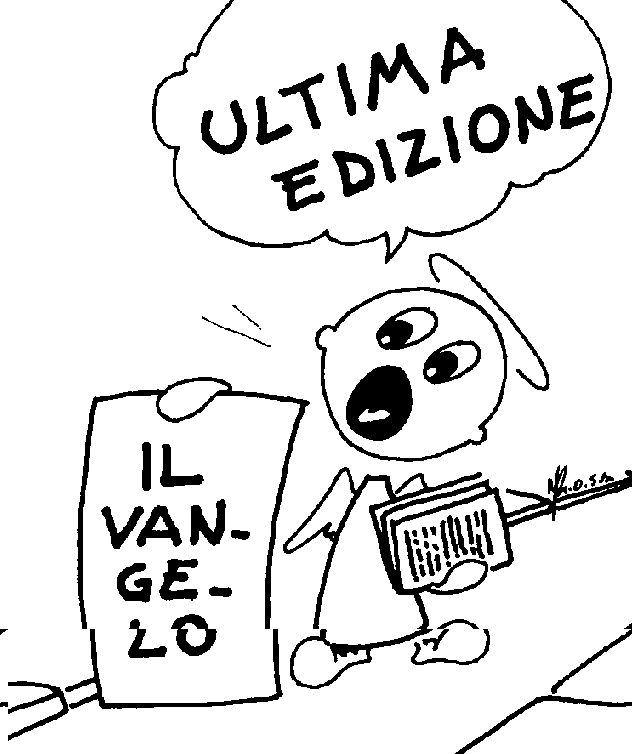 ULTIMA
EDIZIONE
IL
VAN-
GE-
LO